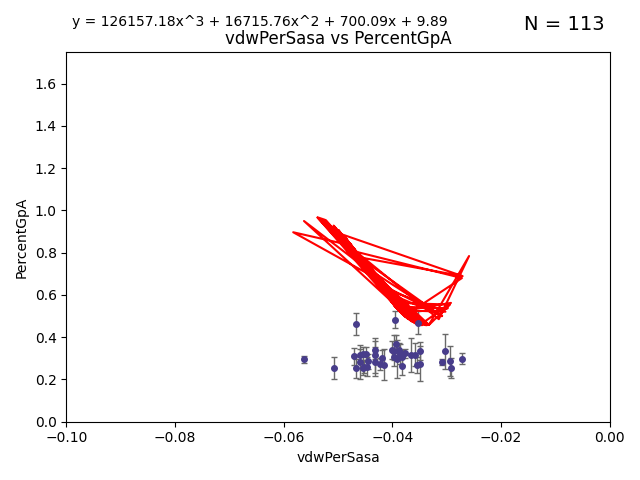 y = 126157.18x^3 + 16715.76x^2 + 700.09x + 9.89
N = 113
vdwPerSasa vs PercentGpA
1.6
1.4
1.2
1.0
0.8
0.6
0.4
0.2
0.0
PercentGpA
−0.10 −0.08 −0.06 −0.04 −0.02 0.00
vdwPerSasa